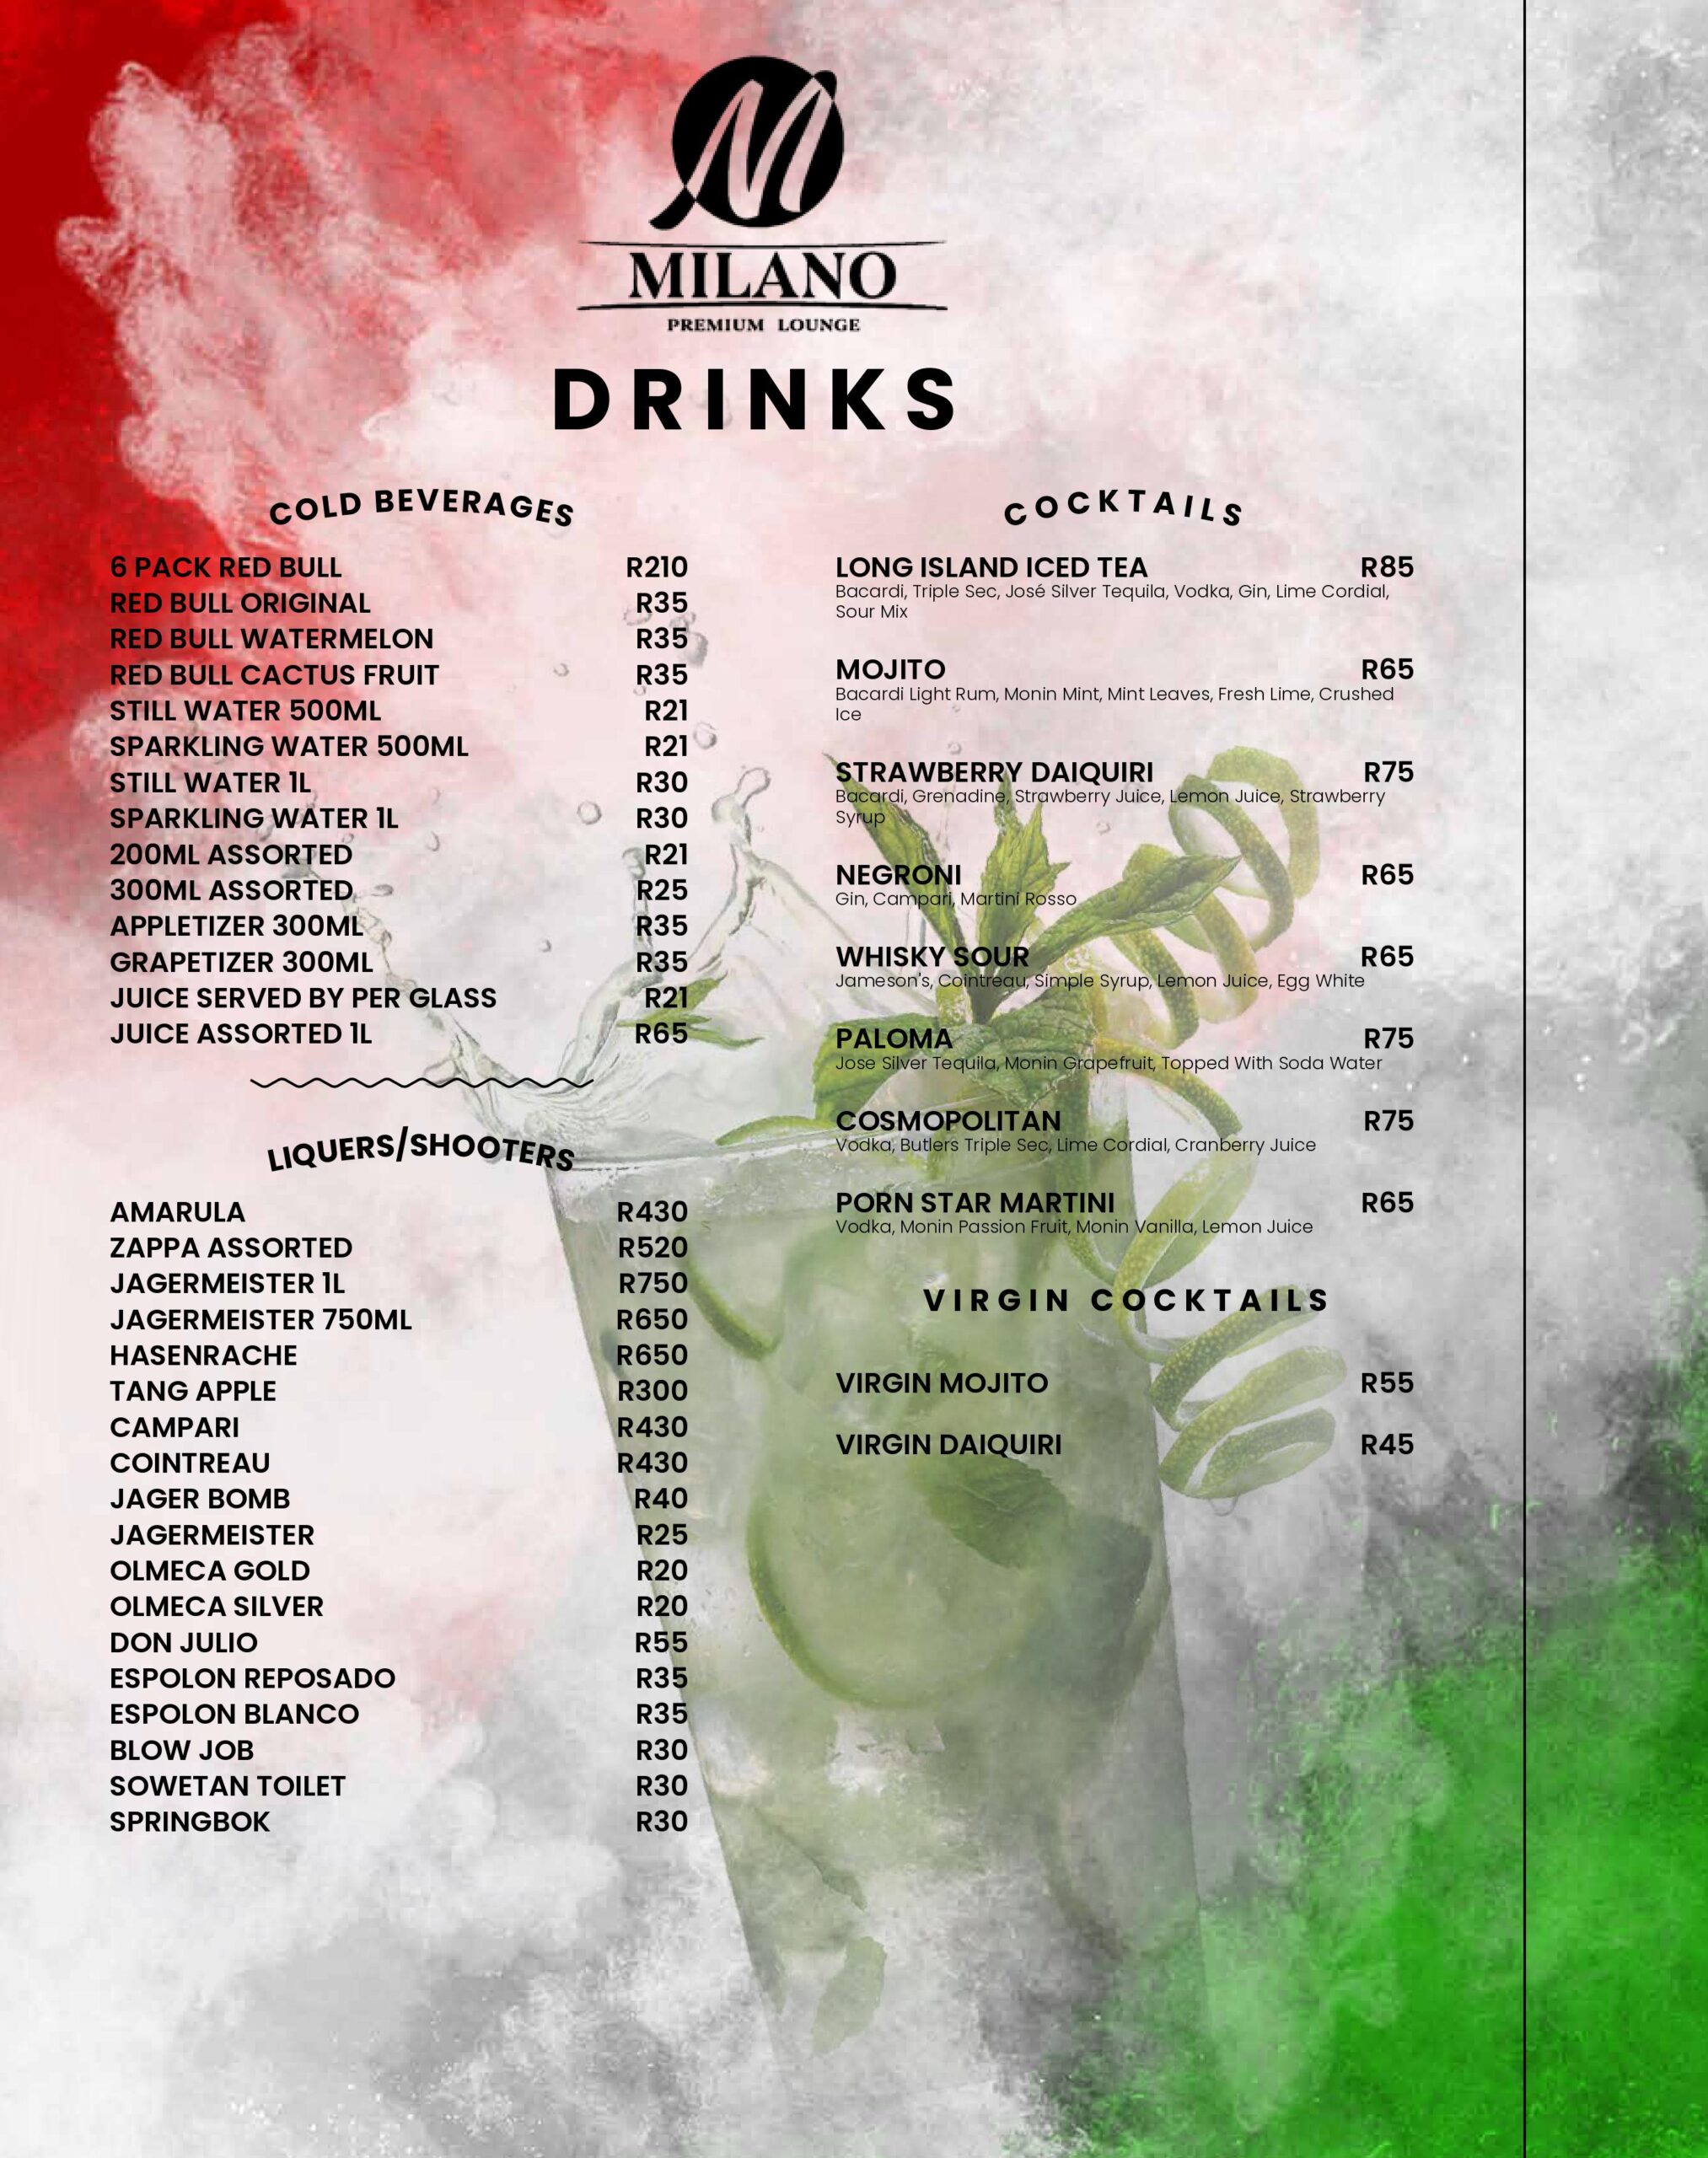 M
MILANO
PREMIUM LOUNGE
DRINKS
COLD BEVERAGES
6 PACK RED BULL R210
RED BULL ORIGINAL R35
RED BULL WATERMELON R35
RED BULL CACTUS FRUIT R35
STILL WATER 500ML R21
SPARKLING WATER 500ML R21
STILL WATER 1L R30
SPARKLING WATER 1L R30
200ML ASSORTED R21
300ML ASSORTED R25
APPLETIZER 300ML R35
GRAPETIZER 300ML R35
JUICE SERVED BY PER GLASS R21
JUICE ASSORTED 1L R65
LIQUERS/SHOOTERS
AMARULA R430
ZAPPA ASSORTED R520
JAGERMEISTER 1L R750
JAGERMEISTER 750ML R650
HASENRACHE R650
TANG APPLE R300
CAMPARI R430
COINTREAU R430
JAGER BOMB R40
JAGERMEISTER R25
OLMECA GOLD R20
OLMECA SILVER R20
DON JULIO R55
ESPOLON REPOSADO R35
ESPOLON BLANCO R35
BLOW JOB R30
SOWETAN TOILET R30
SPRINGBOK R30
COCKTAILS
LONG ISLAND ICED TEA R85
Bacardi, Triple Sec, José Silver Tequila, Vodka, Gin, Lime Cordial,
Sour Mix
MOJITO R65
Bacardi Light Rum, Monin Mint, Mint Leaves, Fresh Lime, Crushed
Ice
STRAWBERRY DAIQUIRI R75
Bacardi, Grenadine, Strawberry Juice, Lemon Juice, Strawberry
Syrup
NEGRONI R65
Gin, Campari, Martini Rosso
WHISKY SOUR R65
Jameson's, Cointreau, Simple Syrup, Lemon Juice, Egg White
PALOMA R75
Jose Silver Tequila, Monin Grapefruit, Topped With Soda Water
COSMOPOLITAN R75
Vodka, Butlers Triple Sec, Lime Cordial, Cranberry Juice
PORN STAR MARTINI R65
Vodka, Monin Passion Fruit, Monin Vanilla, Lemon Juice
VIRGIN COCKTAILS
VIRGIN MOJITO R55
VIRGIN DAIQUIRI R45